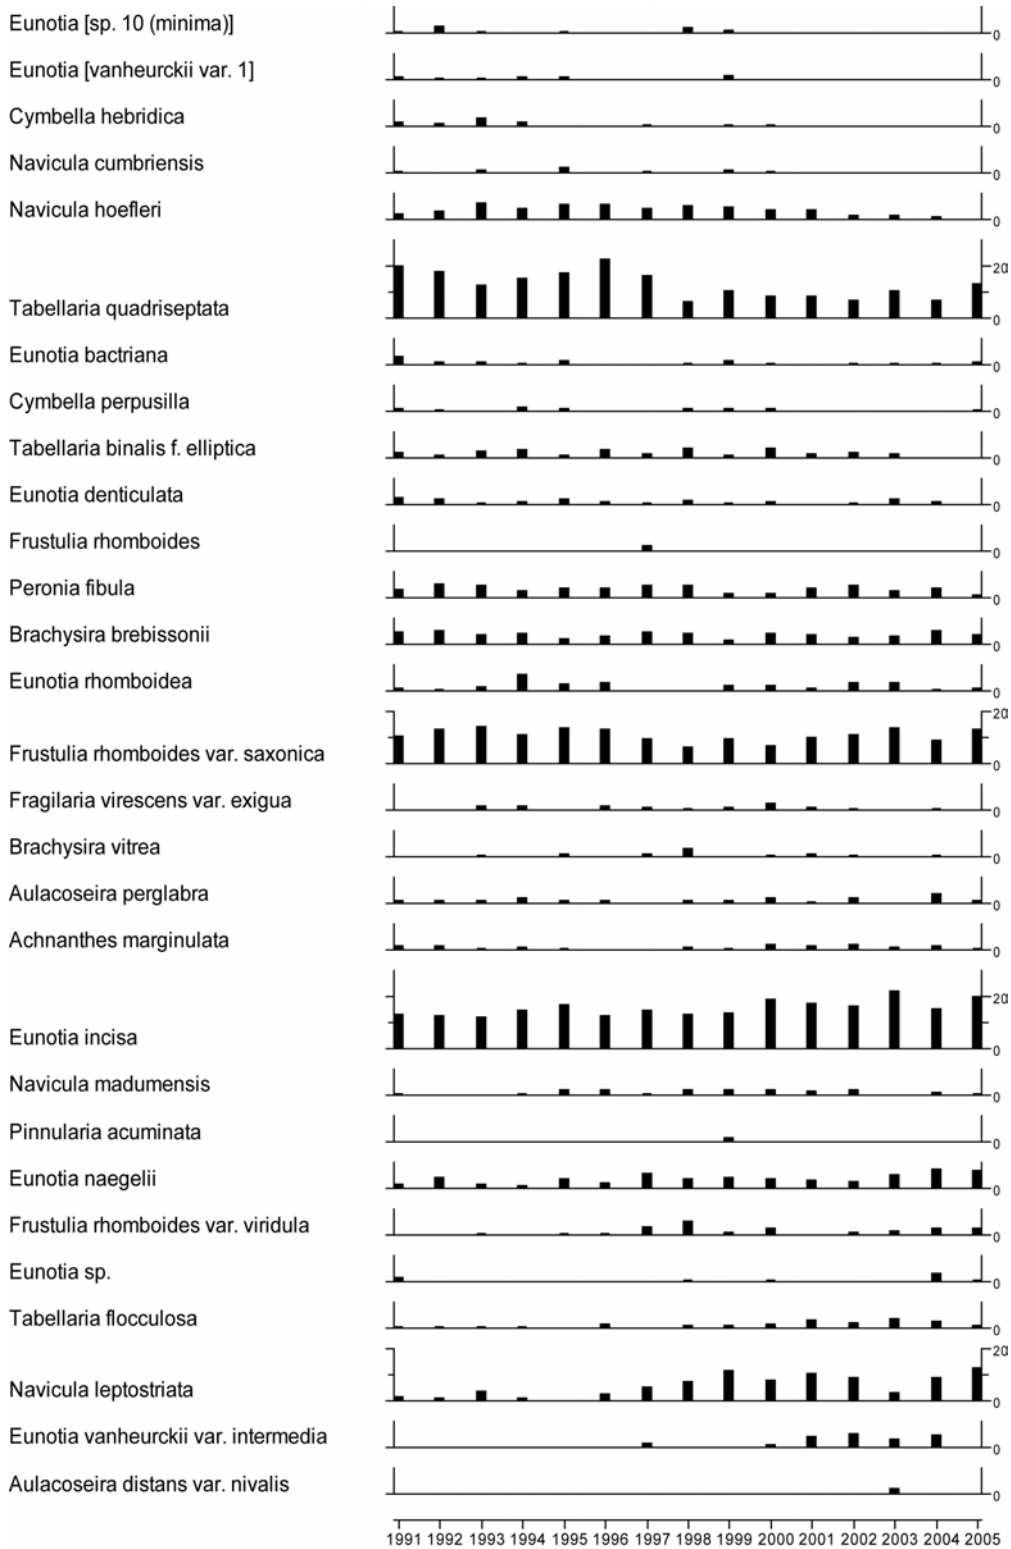 Eunotia [sp. 10 (minima)] 0
Eunotia [vanheurckii var. 1] 0
Cymbella hebridica 0
Navicula cumbriensis 0
Navicula hoefleri 0
20
Tabellaria quadriseptata 0
Eunotia bactriana 0
Cymbella perpusilla 0
Tabellaria binalis f. elliptica 0
Eunotia denticulata 0
Frustulia rhomboides 0
Peronia fibula 0
Brachysira brebissonii 0
Eunotia rhomboidea 0
20
Frustulia rhomboides var. saxonica 0
Fragilaria virescens var. exigua 0
Brachysira vitrea 0
Aulacoseira perglabra 0
Achnanthes marginulata 0
20
Eunotia incisa 0
Navicula madumensis 0
Pinnularia acuminata 0
Eunotia naegelii 0
Frustulia rhomboides var. viridula 0
Eunotia sp. 0
Tabellaria flocculosa 0
20
Navicula leptostriata 0
Eunotia vanheurckii var. intermedia 0
Aulacoseira distans var. nivalis 0
1991 1992 1993 1994 1995 1996 1997 1998 1999 2000 2001 2002 2003 2004 2005